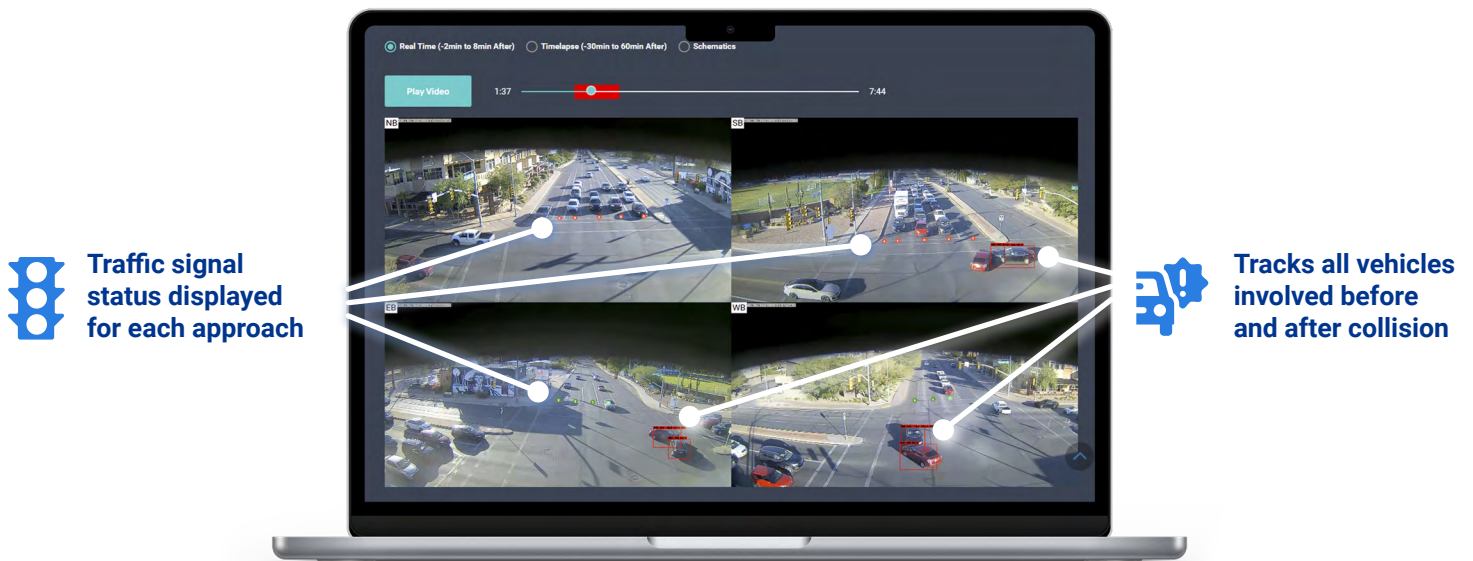 Real Time (-2min to 8min After)
Timelapse (-30min to 60min After)
Schematics
Play Video
1:37
7:44
NB
SB
Traffic signal
status displayed
for each approach
Tracks all vehicles
involved before
and after collision
EB
WB